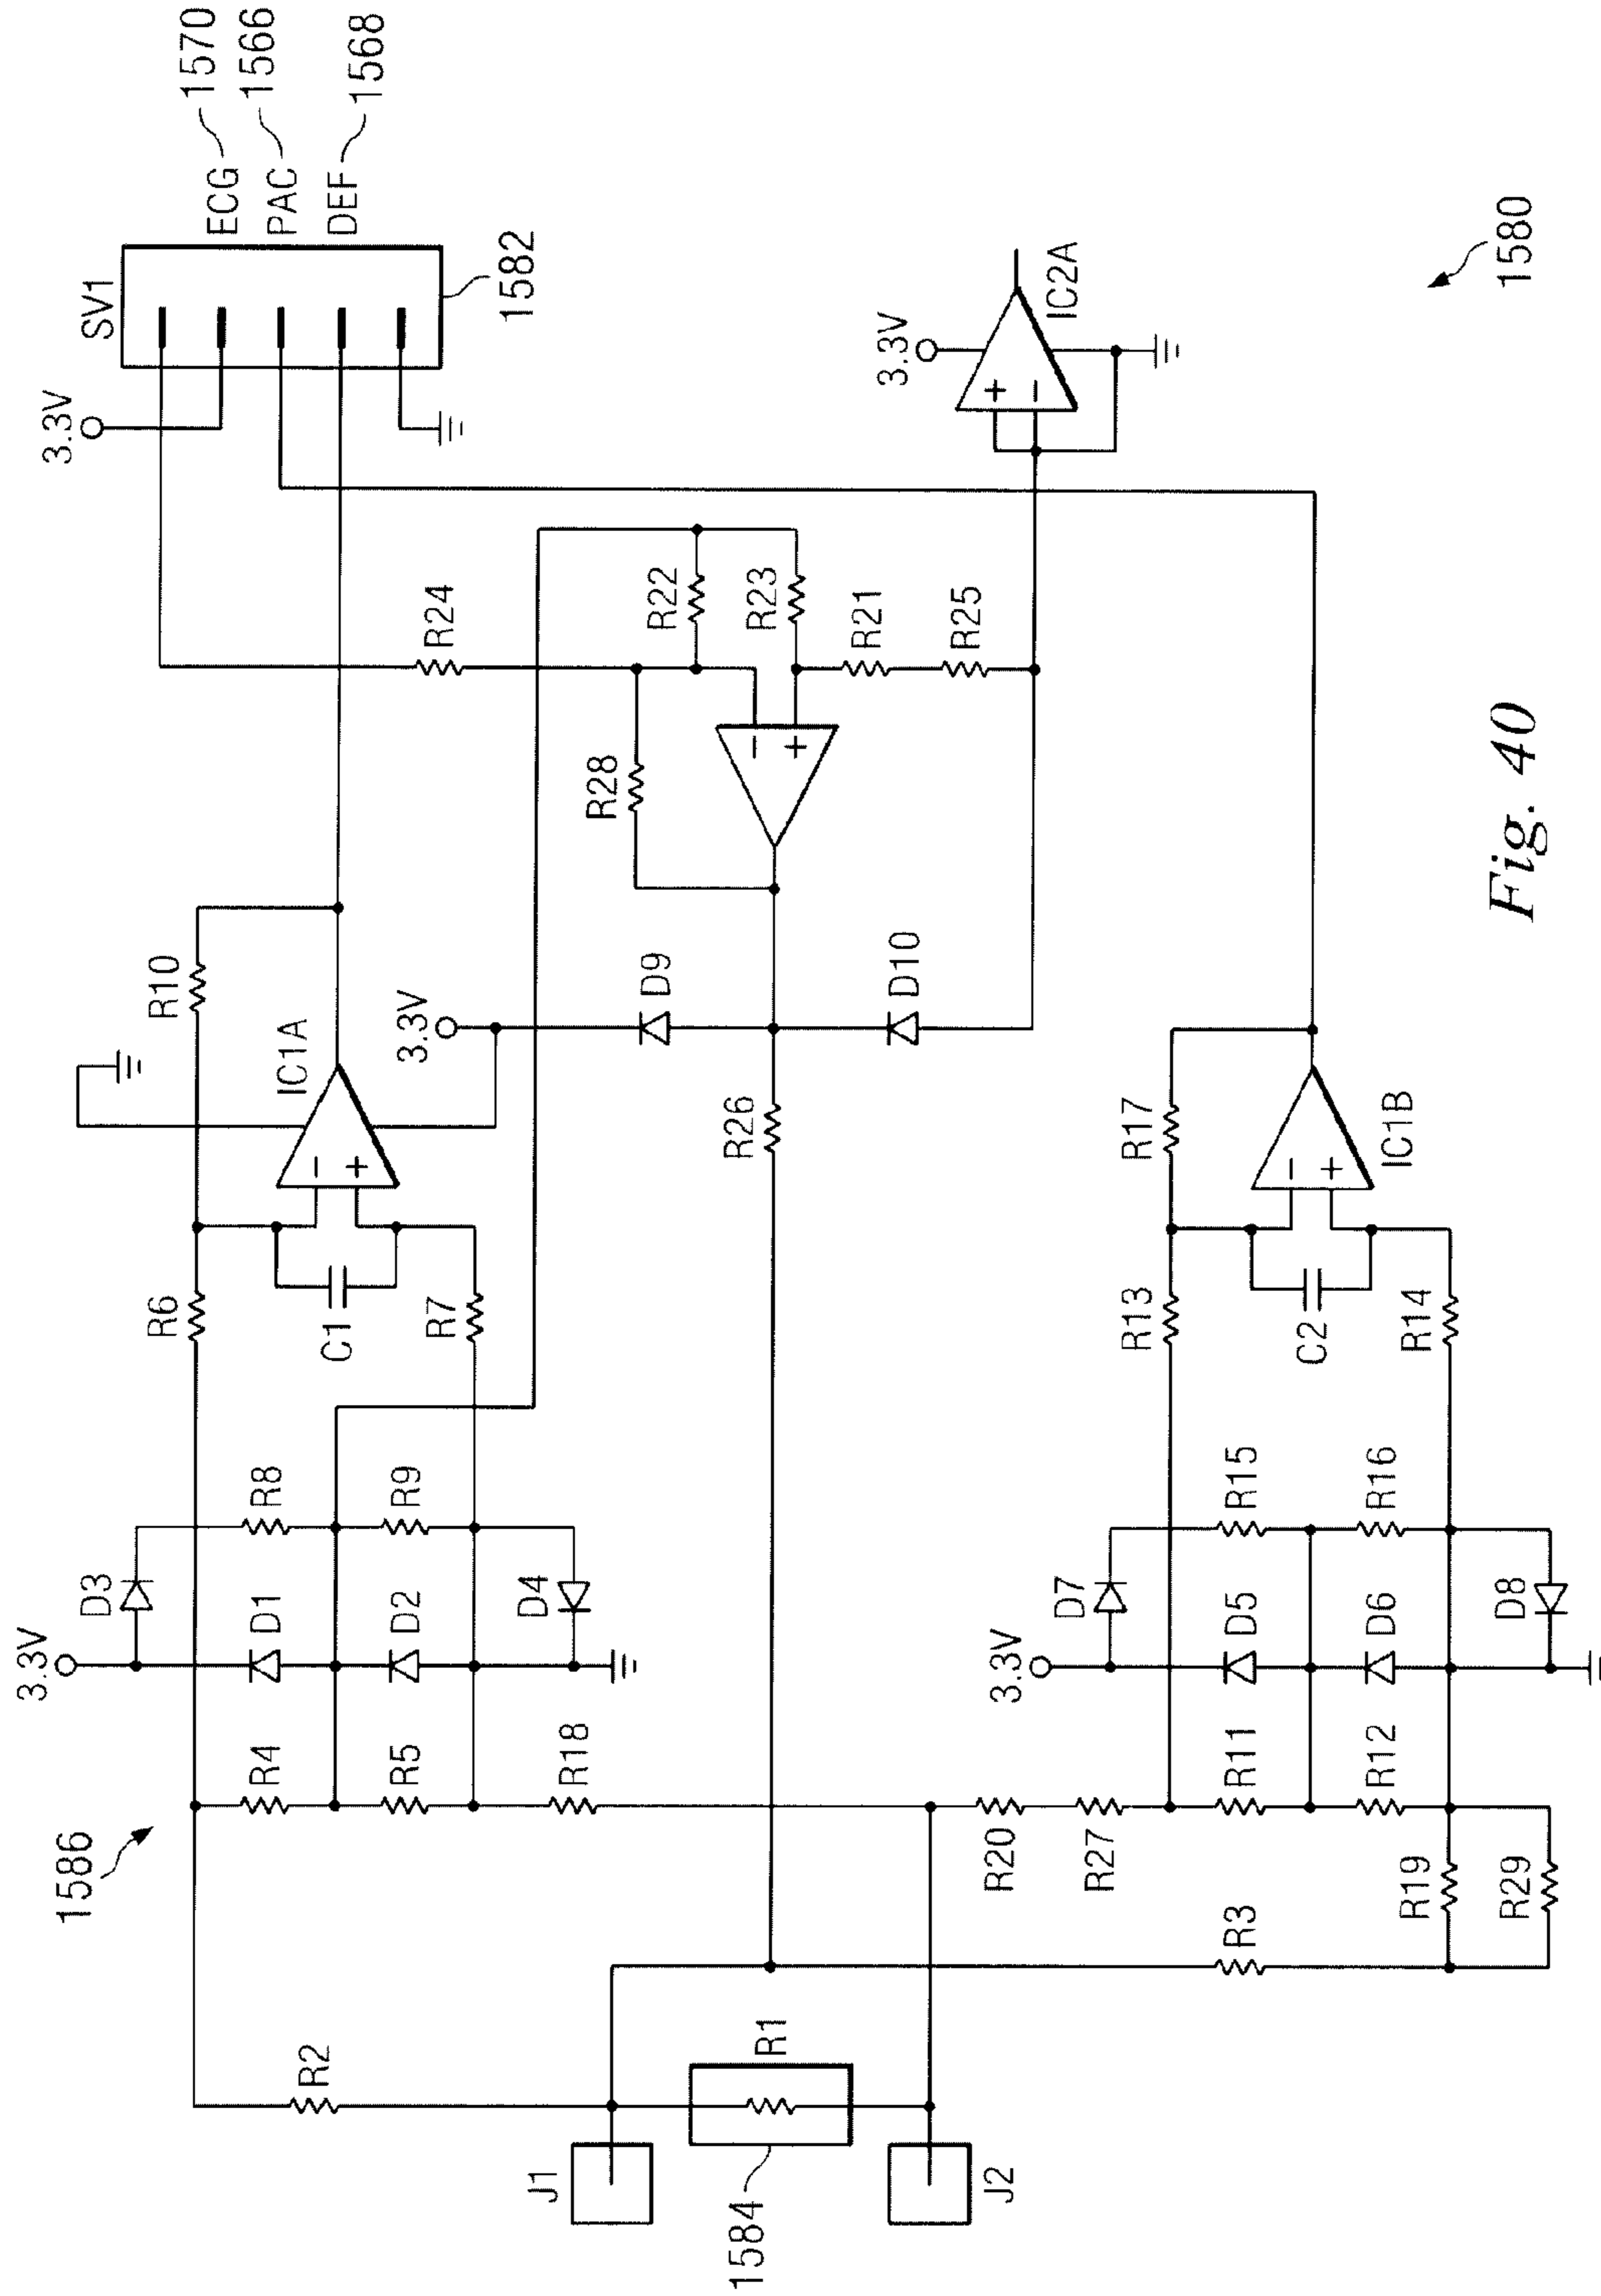 3.3V
SV1
ECG
1570
PAC
1566
DEF
1568
1582
3.3V
IC2A
+
−
1580
R24
R22
R23
R21
R25
R28
−
+
R10
IC1A
−
+
3.3V
D9
D10
R26
R6
C1
R7
R17
IC1B
−
+
R13
C2
R14
3.3V
D3
R8
R9
D1
D2
D4
1586
R4
R5
R18
3.3V
D7
R15
R16
D5
D6
D8
R20
R27
R11
R12
R19
R29
R3
R2
J1
R1
J2
1584
Fig. 40